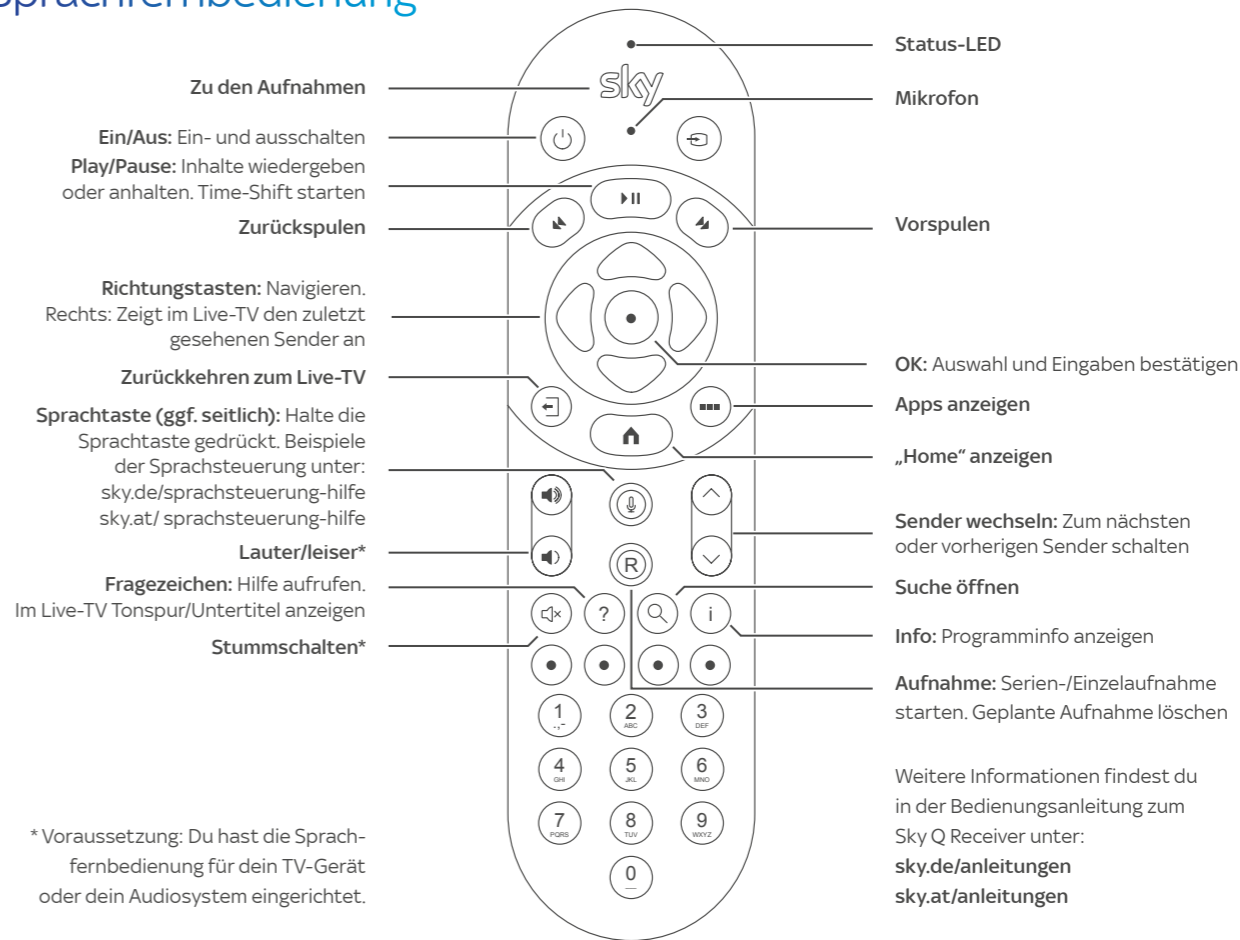 Sprachfernbedienung
Zu den Aufnahmen
Ein/Aus: Ein- und ausschalten
Play/Pause: Inhalte wiedergeben
oder anhalten. Time-Shift starten
Zurückspulen
Richtungstasten: Navigieren.
Rechts: Zeigt im Live-TV den zuletzt
gesehenen Sender an
Zurückkehren zum Live-TV
Sprachtaste (ggf. seitlich): Halte die
Sprachtaste gedrückt. Beispiele
der Sprachsteuerung unter:
sky.de/sprachsteuerung-hilfe
sky.at/ sprachsteuerung-hilfe
Lauter/leiser*
Fragezeichen: Hilfe aufrufen.
Im Live-TV Tonspur/Untertitel anzeigen
Stummschalten*
* Voraussetzung: Du hast die Sprach-
fernbedienung für dein TV-Gerät
oder dein Audiosystem eingerichtet.
sky
R
?
i
1
.,-
2
ABC
3
DEF
4
GHI
5
JKL
6
MNO
7
PQRS
8
TUV
9
WXYZ
0
Status-LED
Mikrofon
Vorspulen
OK: Auswahl und Eingaben bestätigen
Apps anzeigen
„Home“ anzeigen
Sender wechseln: Zum nächsten
oder vorherigen Sender schalten
Suche öffnen
Info: Programminfo anzeigen
Aufnahme: Serien-/Einzelaufnahme
starten. Geplante Aufnahme löschen
Weitere Informationen findest du
in der Bedienungsanleitung zum
Sky Q Receiver unter:
sky.de/anleitungen
sky.at/anleitungen